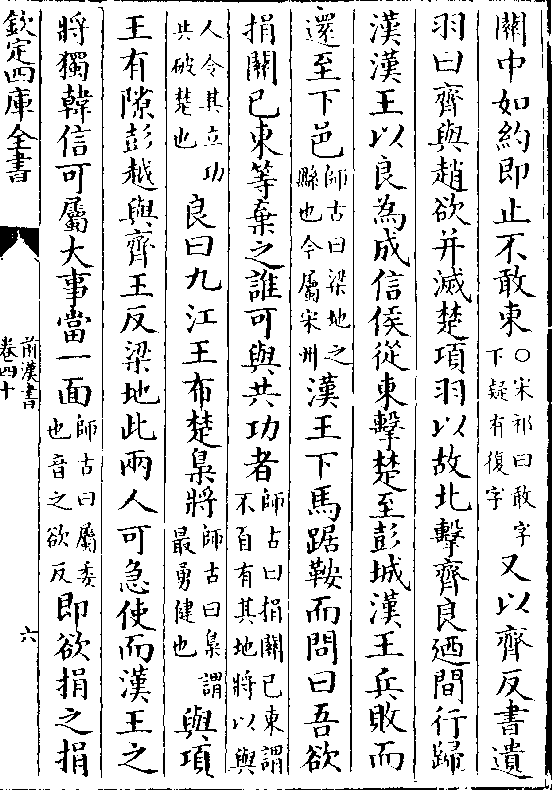 關中如約即止不敢東○宋祁曰敢字下疑有復字又以齊反書遺
羽曰齊與趙欲并滅楚項羽以故北擊齊良廼間行歸
漢漢王以良為成信侯從東擊楚至彭城漢王兵敗而
還至下邑師古曰梁地之縣也今屬宋州漢王下馬踞鞍而問曰吾欲
捐關已東等棄之誰可與共功者師古曰捐關已東謂不自有其地將以與
人令其立功共破楚也良曰九江王布楚梟將師古曰梟謂最勇健也與項
王有隙彭越與齊王反梁地此兩人可急使而漢王之
將獨韓信可屬大事當一面師古曰屬委也音之欲反即欲捐之捐
欽定四庫全書
前漢書
卷四十
六